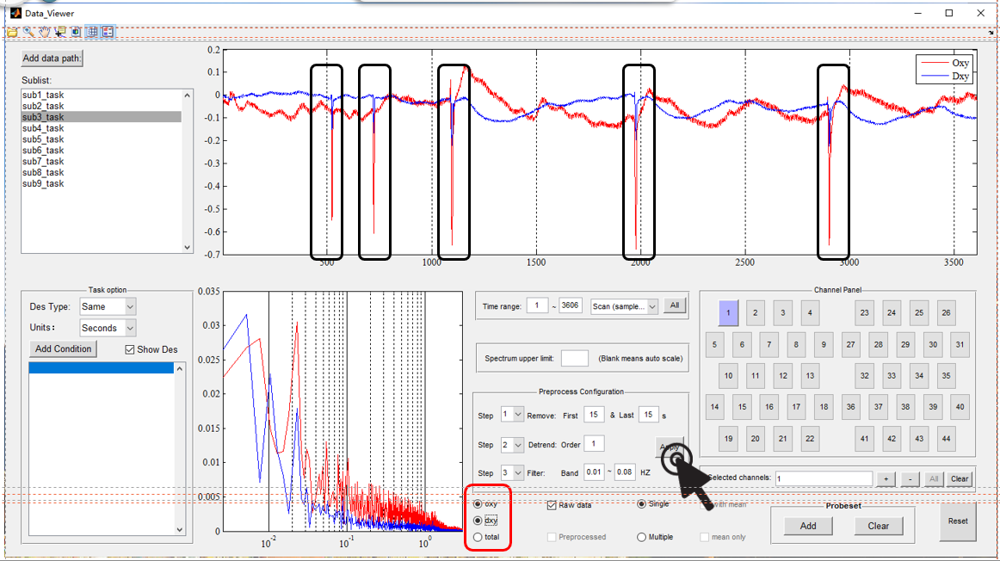 Data_Viewer
Add data path:
Sublist:
sub1_task
sub2_task
sub3_task
sub4_task
sub5_task
sub6_task
sub7_task
sub8_task
sub9_task
0.2
0.1
0
-0.1
-0.2
-0.3
-0.4
-0.5
-0.6
-0.7
500
1000
1500
2000
2500
3000
3500
Oxy
Dxy
Task option
Des Type: Same
Units: Seconds
Add Condition
Show Des
0.035
0.03
0.025
0.02
0.015
0.01
0.005
0
10⁻²
10⁻¹
10⁰
Time range: 1 ~ 3606 Scan (sample... All
Spectrum upper limit: (Blank means auto scale)
Preprocess Configuration
Step 1 Remove: First 15 & Last 15 s
Step 2 Detrend: Order 1
Apply
Step 3 Filter: Band 0.01 ~ 0.08 HZ
oxy
dxy
total
Raw data
Single
with mean
Preprocessed
Multiple
mean only
Channel Panel
1 2 3 4 23 24 25 26
5 6 7 8 9 27 28 29 30 31
10 11 12 13 32 33 34 35
14 15 16 17 18 36 37 38 39 40
19 20 21 22 41 42 43 44
Selected channels: 1 + - All Clear
Probeset
Add Clear
Reset